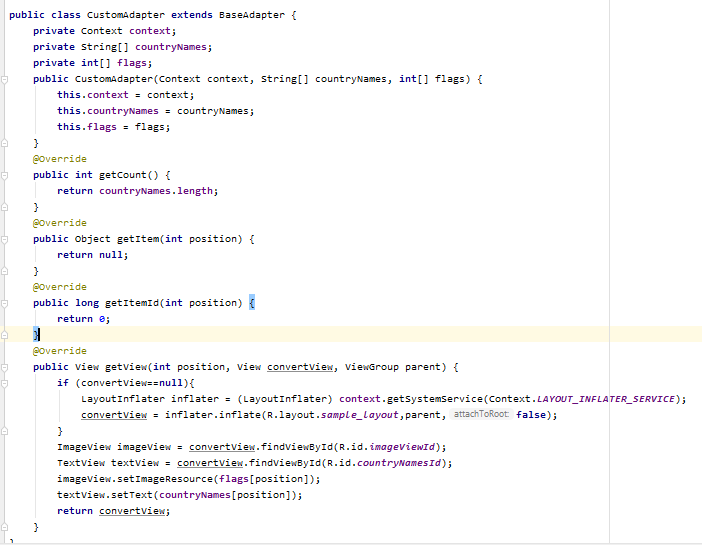 public class CustomAdapter extends BaseAdapter {
    private Context context;
    private String[] countryNames;
    private int[] flags;
    public CustomAdapter(Context context, String[] countryNames, int[] flags) {
        this.context = context;
        this.countryNames = countryNames;
        this.flags = flags;
    }
    @Override
    public int getCount() {
        return countryNames.length;
    }
    @Override
    public Object getItem(int position) {
        return null;
    }
    @Override
    public long getItemId(int position) {
        return 0;
    }
    @Override
    public View getView(int position, View convertView, ViewGroup parent) {
        if (convertView==null){
            LayoutInflater inflater = (LayoutInflater) context.getSystemService(Context.LAYOUT_INFLATER_SERVICE);
            convertView = inflater.inflate(R.layout.sample_layout,parent, attachToRoot: false);
        }
        ImageView imageView = convertView.findViewById(R.id.imageViewId);
        TextView textView = convertView.findViewById(R.id.countryNamesId);
        imageView.setImageResource(flags[position]);
        textView.setText(countryNames[position]);
        return convertView;
    }
}